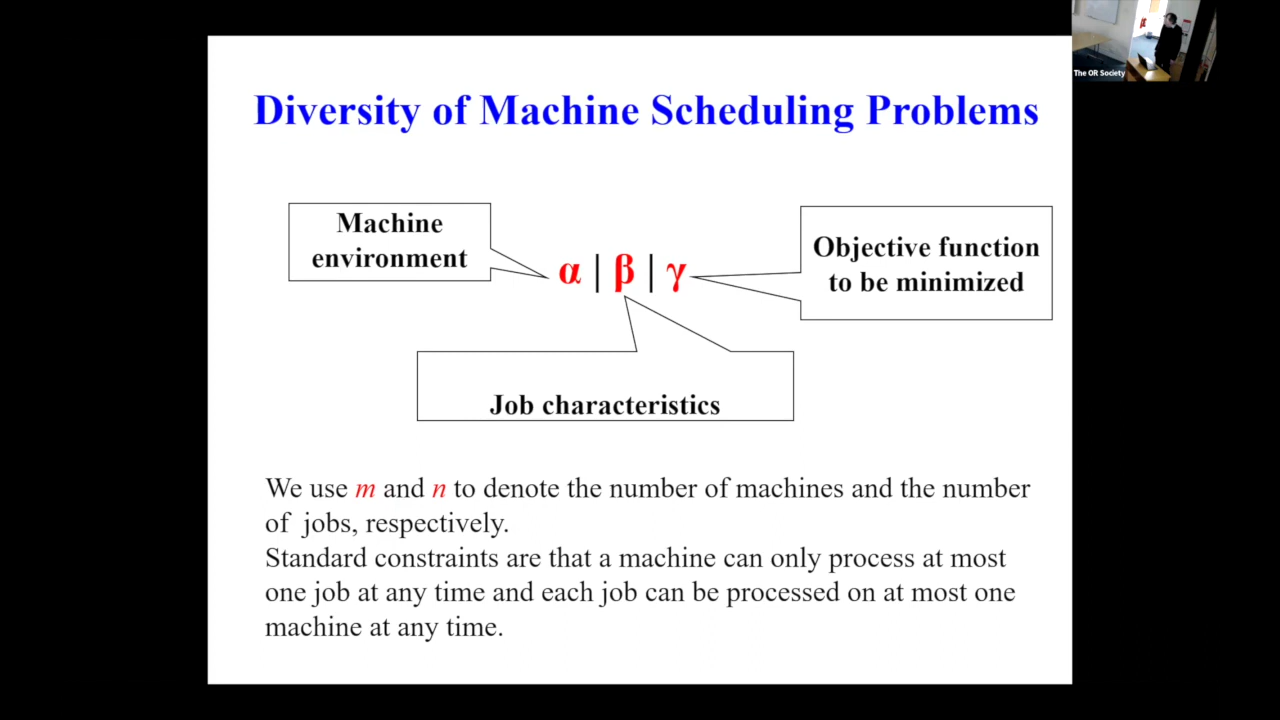 The OR Society
Diversity of Machine Scheduling Problems
Machine
environment
α | β | γ
Objective function
to be minimized
Job characteristics
We use m and n to denote the number of machines and the number
of jobs, respectively.
Standard constraints are that a machine can only process at most
one job at any time and each job can be processed on at most one
machine at any time.